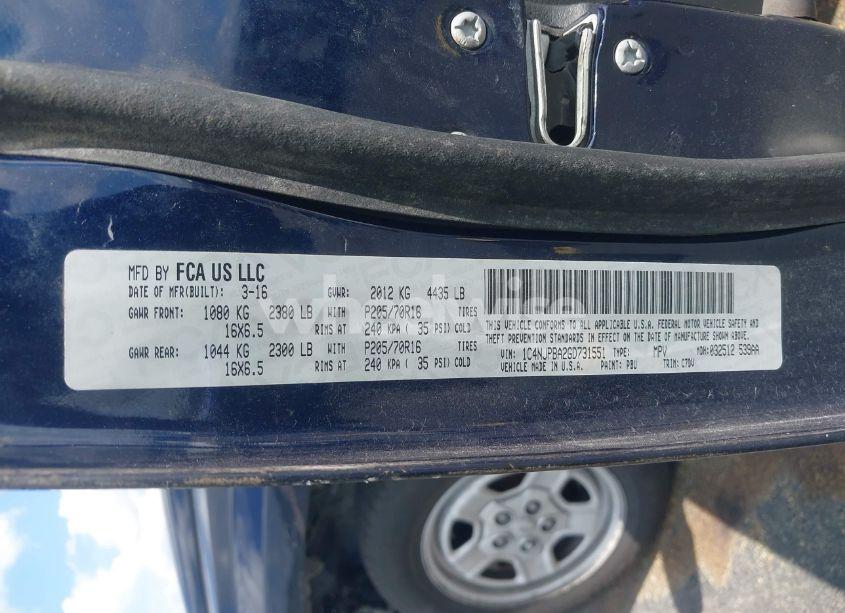 MFD BY FCA US LLC
DATE OF MFR(BUILT): 3-16 GVWR: 2012 KG 4435 LB
GAWR FRONT: 1080 KG 2380 LB WITH P205/70R16 TIRES
16X6.5 RIMS AT 240 KPA ( 35 PSI) COLD
GAWR REAR: 1044 KG 2300 LB WITH P205/70R16 TIRES
16X6.5 RIMS AT 240 KPA ( 35 PSI) COLD
THIS VEHICLE CONFORMS TO ALL APPLICABLE U.S.A. FEDERAL MOTOR VEHICLE SAFETY AND
THEFT PREVENTION STANDARDS IN EFFECT ON THE DATE OF MANUFACTURE SHOWN ABOVE.
VIN: 1C4NJPBA2GD731551 TYPE: MPV MDH: 032512 539AA
VEHICLE MADE IN U.S.A. PAINT: PBU TRIM: C7DV